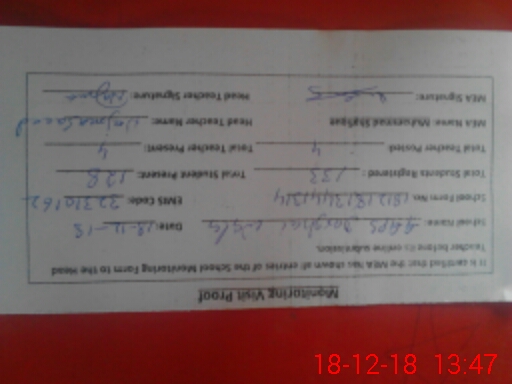 Monitoring Visit Proof
It is certified that the MEA has shown all entries of the School Monitoring Form to the Head
Teacher before its online submission.
School Name: GGPS Date: 18-12-18
School Form No: EMIS Code:
Total Students Registered: 133 Total Student Present: 128
Total Teacher Posted: 4 Total Teacher Present: 4
MEA Name: Muhammad Shafique Head Teacher Name:
MEA Signature: Head Teacher Signature:
18-12-18 13:47